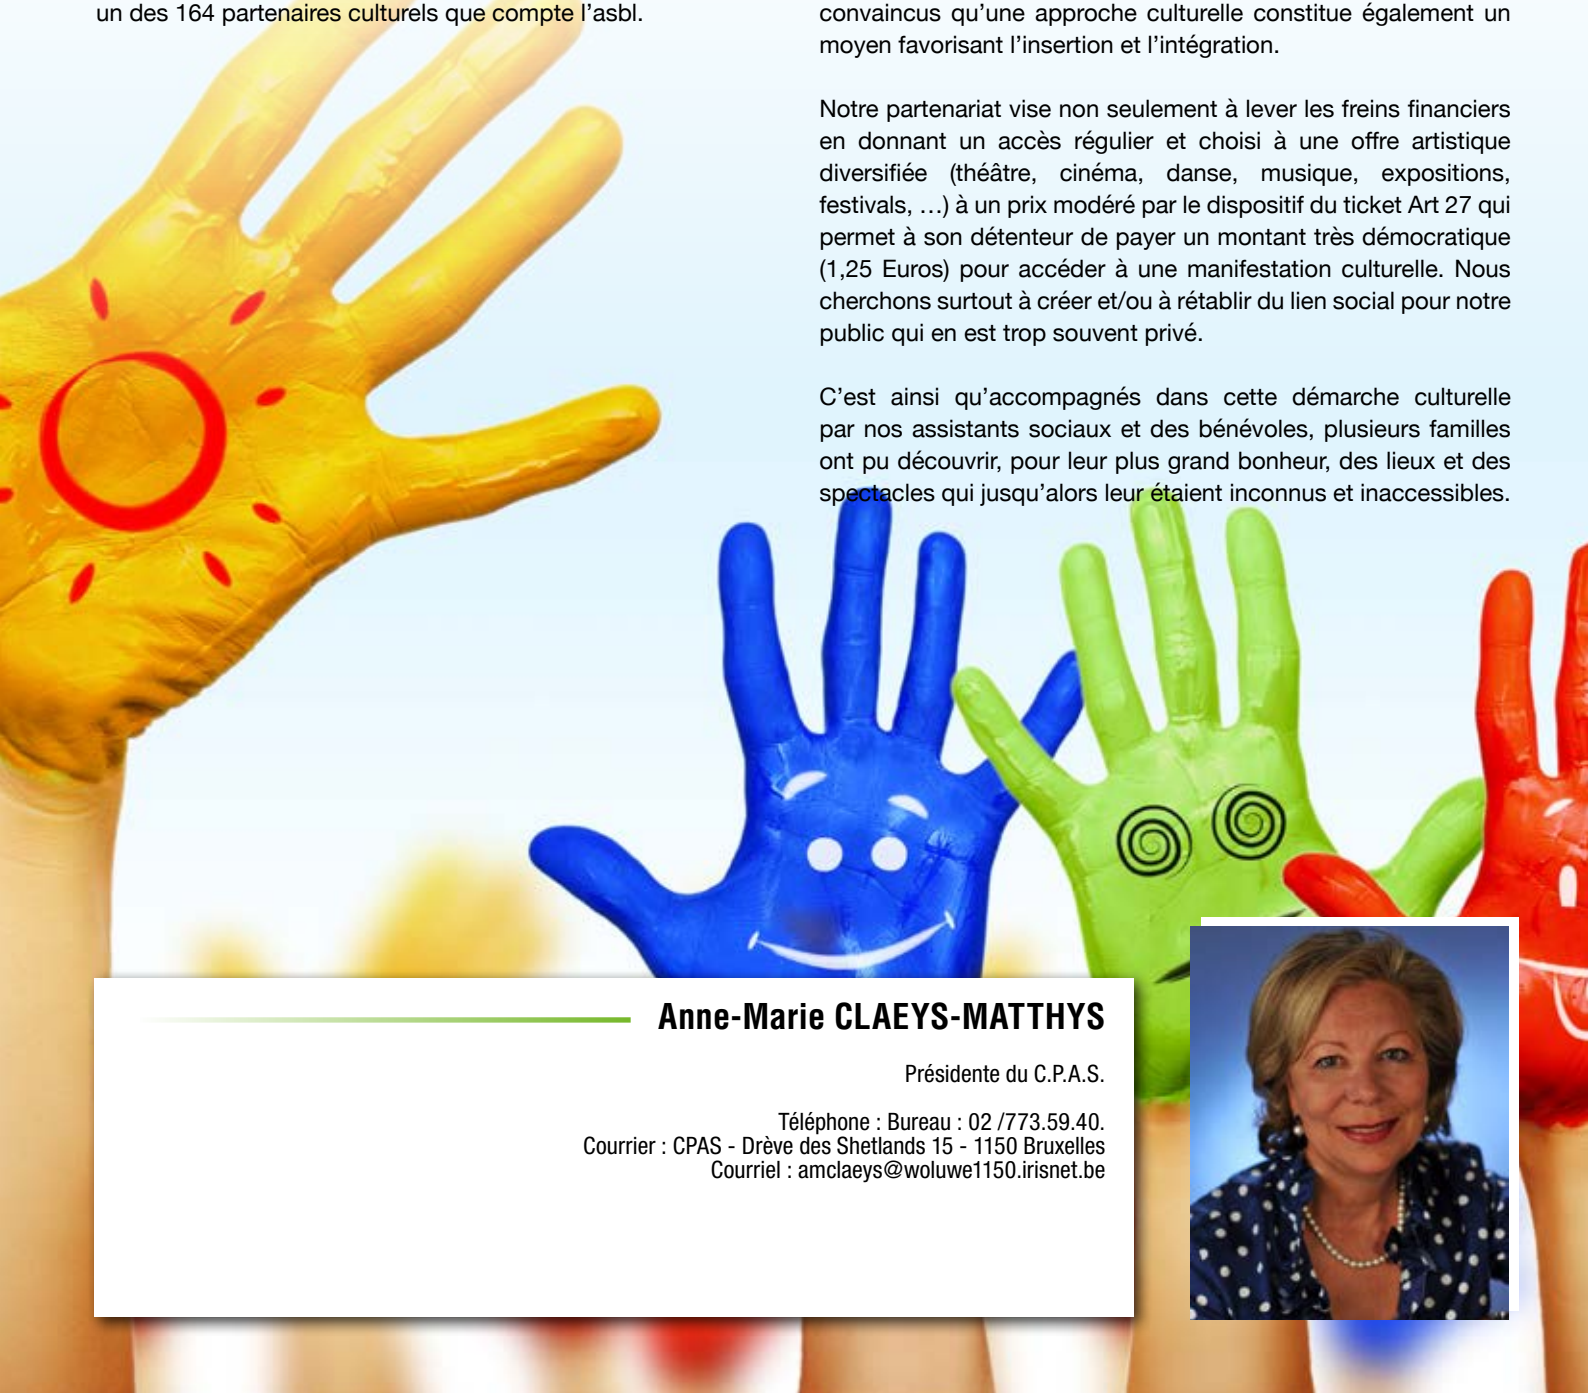 un des 164 partenaires culturels que compte l’asbl.
convaincus qu’une approche culturelle constitue également un
moyen favorisant l’insertion et l’intégration.
Notre partenariat vise non seulement à lever les freins financiers
en donnant un accès régulier et choisi à une offre artistique
diversifiée (théâtre, cinéma, danse, musique, expositions,
festivals, …) à un prix modéré par le dispositif du ticket Art 27 qui
permet à son détenteur de payer un montant très démocratique
(1,25 Euros) pour accéder à une manifestation culturelle. Nous
cherchons surtout à créer et/ou à rétablir du lien social pour notre
public qui en est trop souvent privé.
C’est ainsi qu’accompagnés dans cette démarche culturelle
par nos assistants sociaux et des bénévoles, plusieurs familles
ont pu découvrir, pour leur plus grand bonheur, des lieux et des
spectacles qui jusqu’alors leur étaient inconnus et inaccessibles.
Anne-Marie CLAEYS-MATTHYS
Présidente du C.P.A.S.
Téléphone : Bureau : 02 /773.59.40.
Courrier : CPAS - Drève des Shetlands 15 - 1150 Bruxelles
Courriel : amclaeys@woluwe1150.irisnet.be